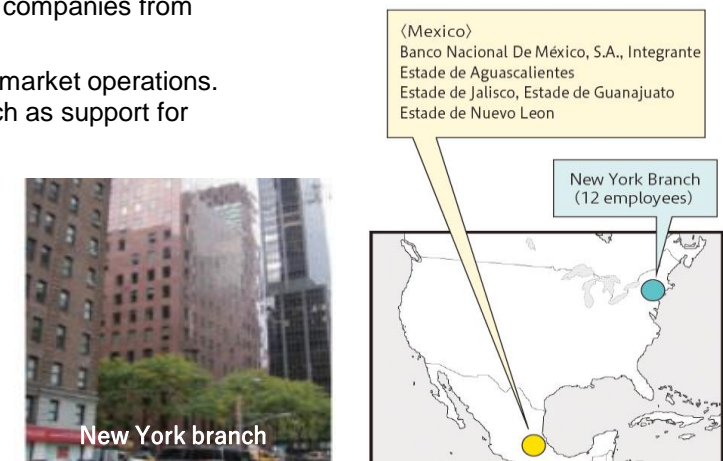 companies from
market operations.
ch as support for
〈Mexico〉
Banco Nacional De México, S.A., Integrante
Estade de Aguascalientes
Estade de Jalisco, Estade de Guanajuato
Estade de Nuevo Leon
New York Branch
(12 employees)
New York branch